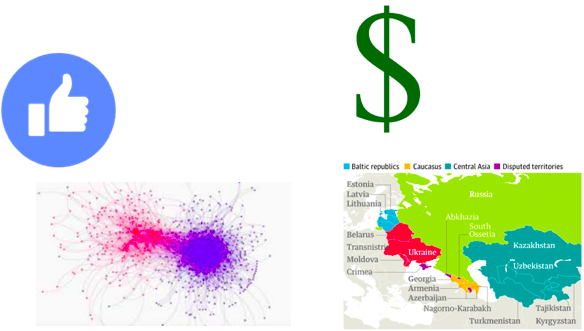 $
Baltic republics Caucasus Central Asia Disputed territories
Estonia
Latvia
Lithuania
Russia
Abkhazia
South
Ossetia
Belarus
Transnistria
Moldova
Crimea
Ukraine
Kazakhstan
Uzbekistan
Georgia
Armenia
Azerbaijan
Nagorno-Karabakh
Turkmenistan
Tajikistan
Kyrgyzstan